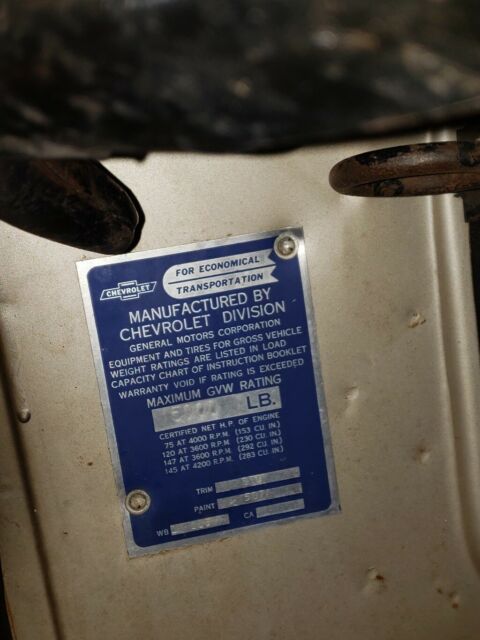 CHEVROLET
FOR ECONOMICAL
TRANSPORTATION
MANUFACTURED BY
CHEVROLET DIVISION
GENERAL MOTORS CORPORATION
EQUIPMENT AND TIRES FOR GROSS VEHICLE
WEIGHT RATINGS ARE LISTED IN LOAD
CAPACITY CHART OF INSTRUCTION BOOKLET
WARRANTY VOID IF RATING IS EXCEEDED
MAXIMUM GVW RATING
LB.
CERTIFIED NET H.P. OF ENGINE
75 AT 4000 R.P.M. (153 CU. IN.)
120 AT 3600 R.P.M. (230 CU. IN.)
147 AT 3600 R.P.M. (292 CU. IN.)
145 AT 4200 R.P.M. (283 CU. IN.)
TRIM
PAINT
WB CA